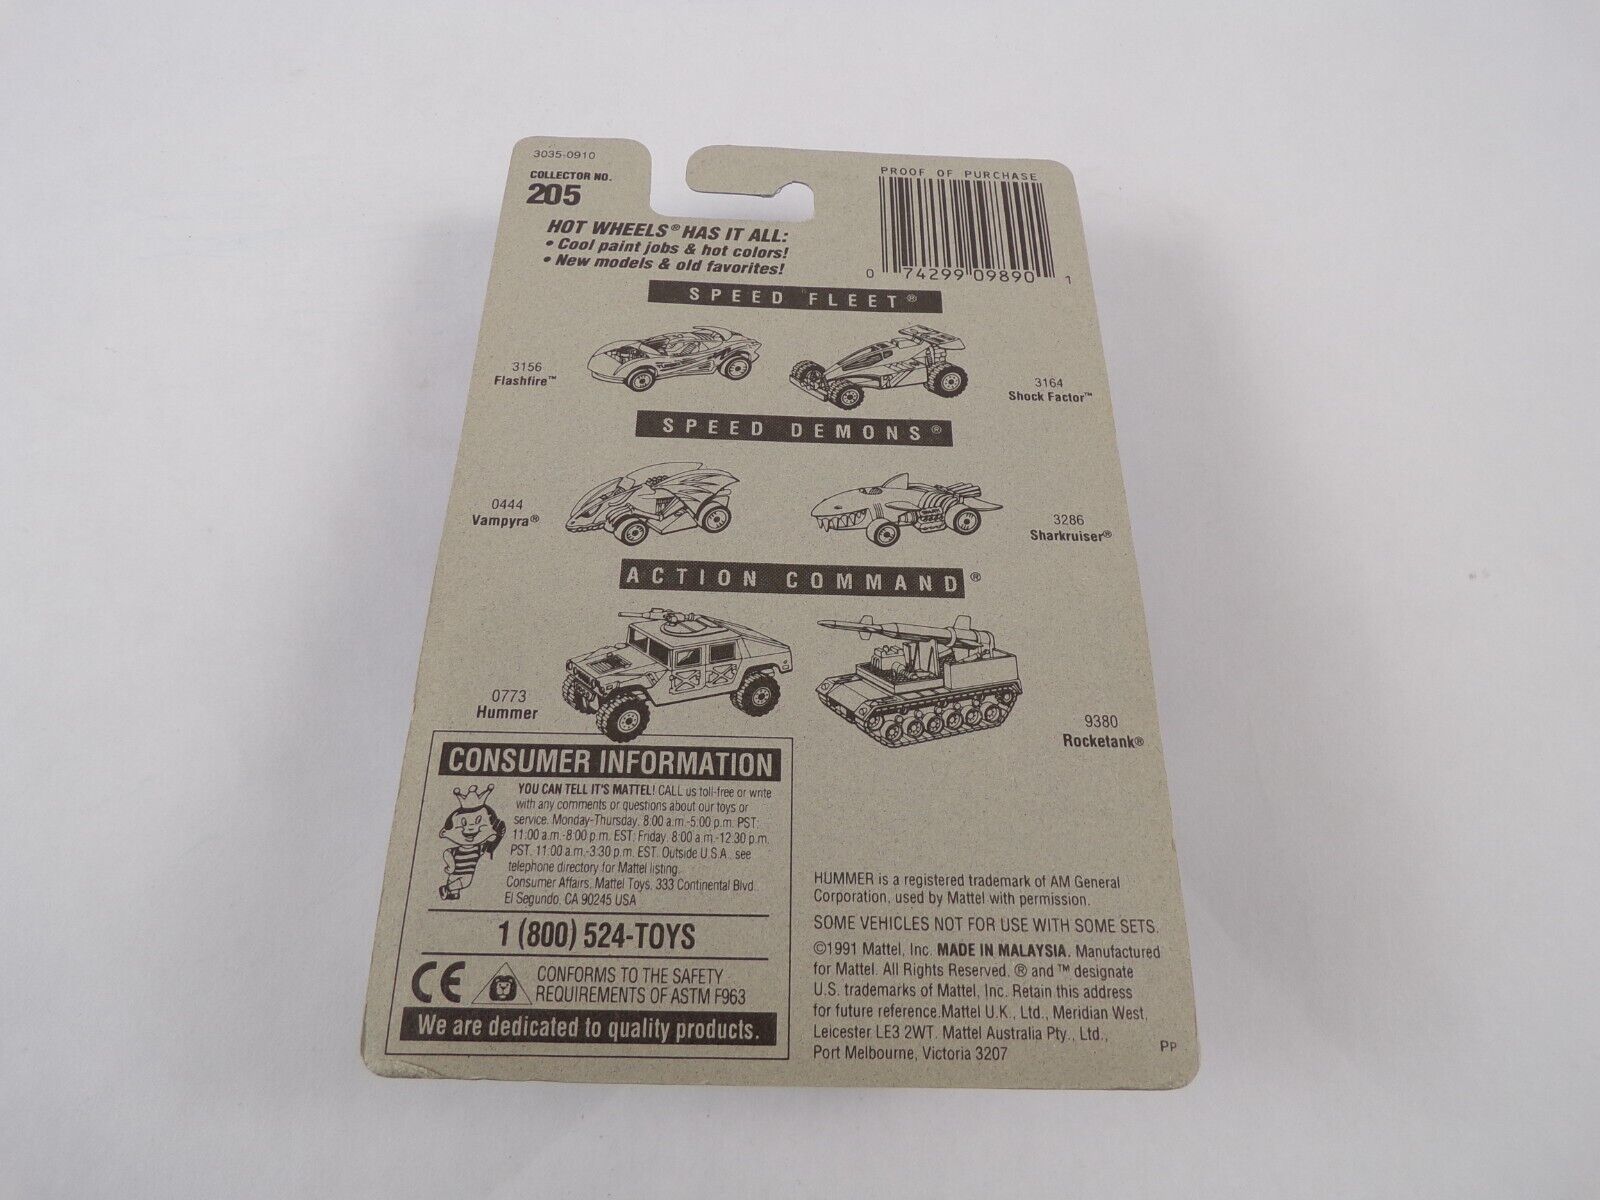 3035-0910
COLLECTOR NO.
205
PROOF OF PURCHASE
0 74299 09890 1
HOT WHEELS® HAS IT ALL:
• Cool paint jobs & hot colors!
• New models & old favorites!
SPEED FLEET®
3156
Flashfire™
3164
Shock Factor™
SPEED DEMONS®
0444
Vampyra®
3286
Sharkruiser®
ACTION COMMAND®
0773
Hummer
9380
Rocketank®
CONSUMER INFORMATION
YOU CAN TELL IT'S MATTEL! CALL us toll-free or write
with any comments or questions about our toys or
service. Monday-Thursday, 8:00 a.m.-5:00 p.m. PST;
11:00 a.m.-8:00 p.m. EST; Friday, 8:00 a.m.-12:30 p.m.
PST, 11:00 a.m.-3:30 p.m. EST. Outside U.S.A., see
telephone directory for Mattel listing.
Consumer Affairs, Mattel Toys, 333 Continental Blvd.,
El Segundo, CA 90245 USA
1 (800) 524-TOYS
CE CONFORMS TO THE SAFETY
REQUIREMENTS OF ASTM F963
We are dedicated to quality products.
HUMMER is a registered trademark of AM General
Corporation, used by Mattel with permission.
SOME VEHICLES NOT FOR USE WITH SOME SETS.
©1991 Mattel, Inc. MADE IN MALAYSIA. Manufactured
for Mattel. All Rights Reserved. ® and ™ designate
U.S. trademarks of Mattel, Inc. Retain this address
for future reference.Mattel U.K., Ltd., Meridian West,
Leicester LE3 2WT. Mattel Australia Pty., Ltd.,
Port Melbourne, Victoria 3207
PP